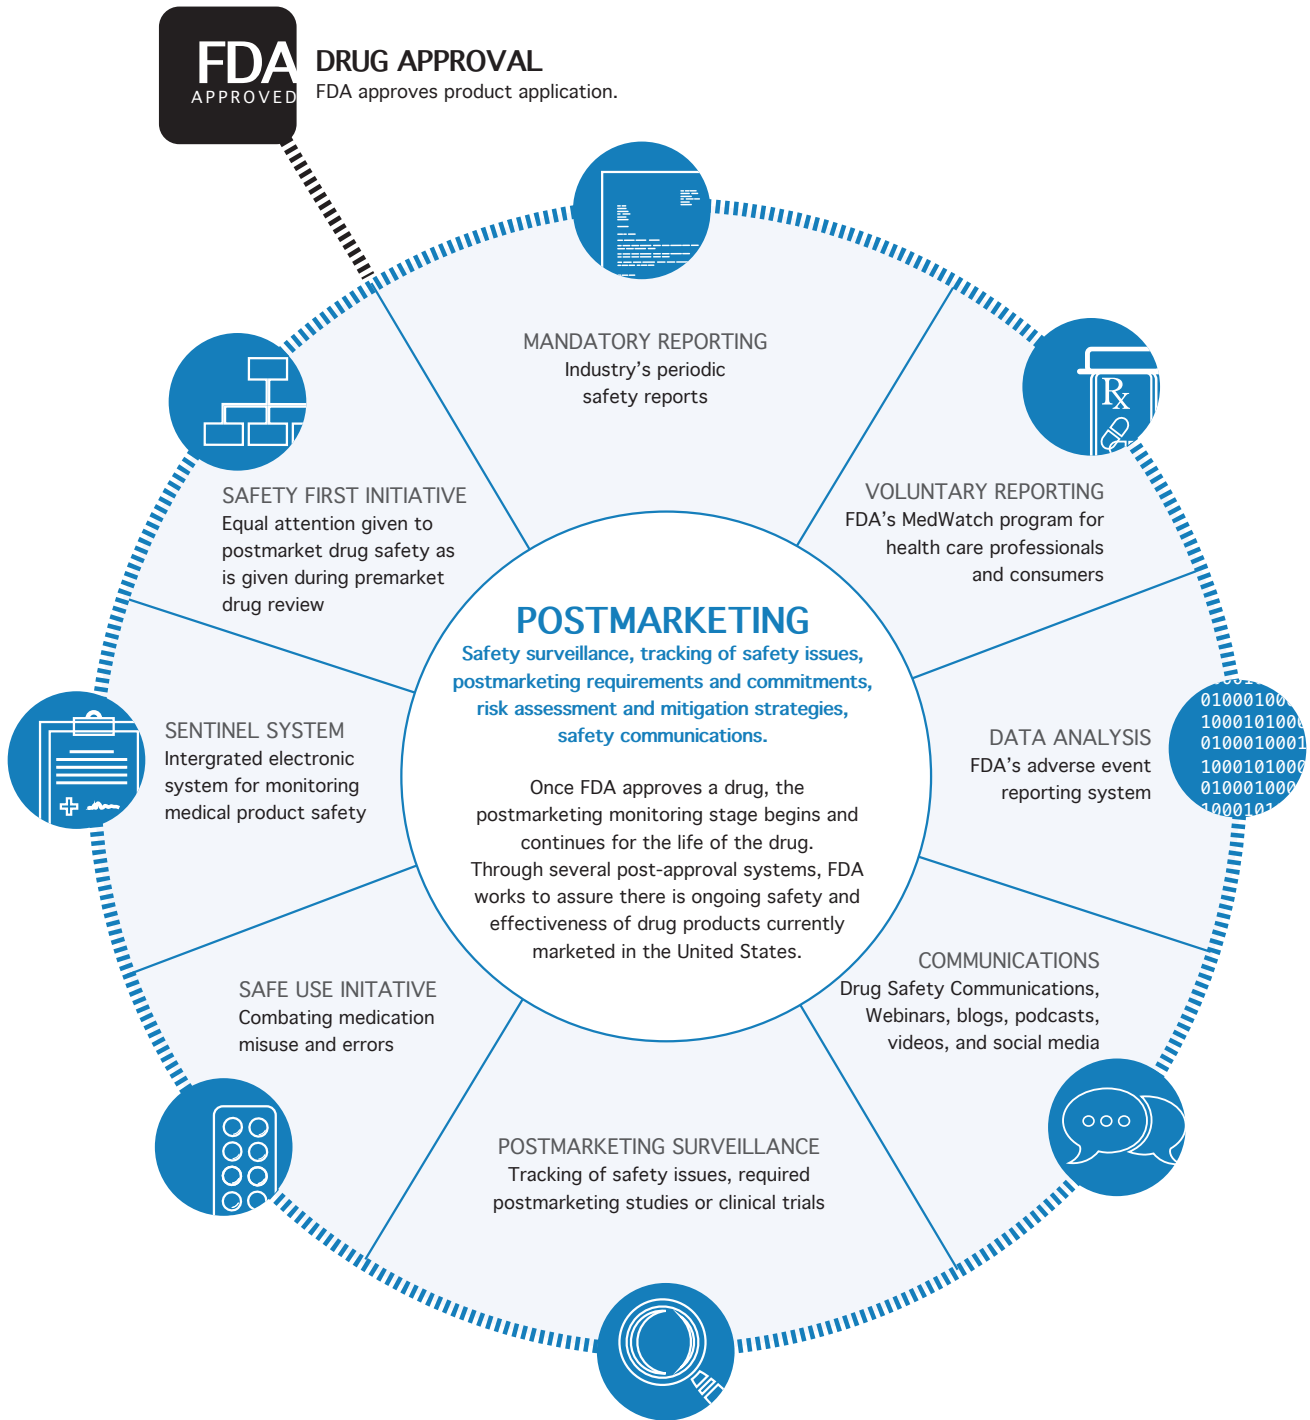 FDA
APPROVED
DRUG APPROVAL
FDA approves product application.
MANDATORY REPORTING
Industry’s periodic
safety reports
Rx
VOLUNTARY REPORTING
FDA’s MedWatch program for
health care professionals
and consumers
SAFETY FIRST INITIATIVE
Equal attention given to
postmarket drug safety as
is given during premarket
drug review
POSTMARKETING
Safety surveillance, tracking of safety issues,
postmarketing requirements and commitments,
risk assessment and mitigation strategies,
safety communications.
Once FDA approves a drug, the
postmarketing monitoring stage begins and
continues for the life of the drug.
Through several post-approval systems, FDA
works to assure there is ongoing safety and
effectiveness of drug products currently
marketed in the United States.
SENTINEL SYSTEM
Intergrated electronic
system for monitoring
medical product safety
DATA ANALYSIS
FDA’s adverse event
reporting system
010001000
100010100
0100010001
1000101000
010001000
SAFE USE INITATIVE
Combating medication
misuse and errors
COMMUNICATIONS
Drug Safety Communications,
Webinars, blogs, podcasts,
videos, and social media
POSTMARKETING SURVEILLANCE
Tracking of safety issues, required
postmarketing studies or clinical trials